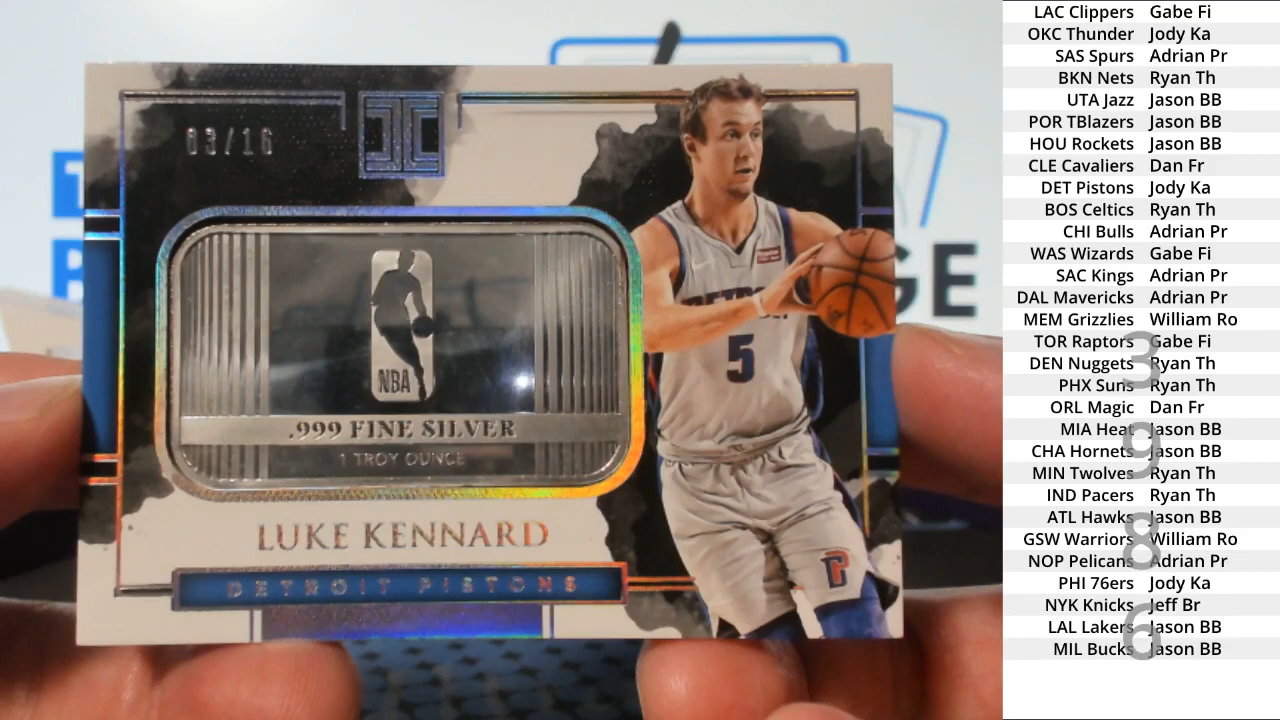 03/16
NBA
.999 FINE SILVER
1 TROY OUNCE
LUKE KENNARD
DETROIT PISTONS
5
GE
LAC Clippers Gabe Fi
OKC Thunder Jody Ka
SAS Spurs Adrian Pr
BKN Nets Ryan Th
UTA Jazz Jason BB
POR TBlazers Jason BB
HOU Rockets Jason BB
CLE Cavaliers Dan Fr
DET Pistons Jody Ka
BOS Celtics Ryan Th
CHI Bulls Adrian Pr
WAS Wizards Gabe Fi
SAC Kings Adrian Pr
DAL Mavericks Adrian Pr
MEM Grizzlies William Ro
TOR Raptors Gabe Fi
DEN Nuggets Ryan Th
PHX Suns Ryan Th
ORL Magic Dan Fr
MIA Heat Jason BB
CHA Hornets Jason BB
MIN Twolves Ryan Th
IND Pacers Ryan Th
ATL Hawks Jason BB
GSW Warriors William Ro
NOP Pelicans Adrian Pr
PHI 76ers Jody Ka
NYK Knicks Jeff Br
LAL Lakers Jason BB
MIL Bucks Jason BB
3
9
8
6